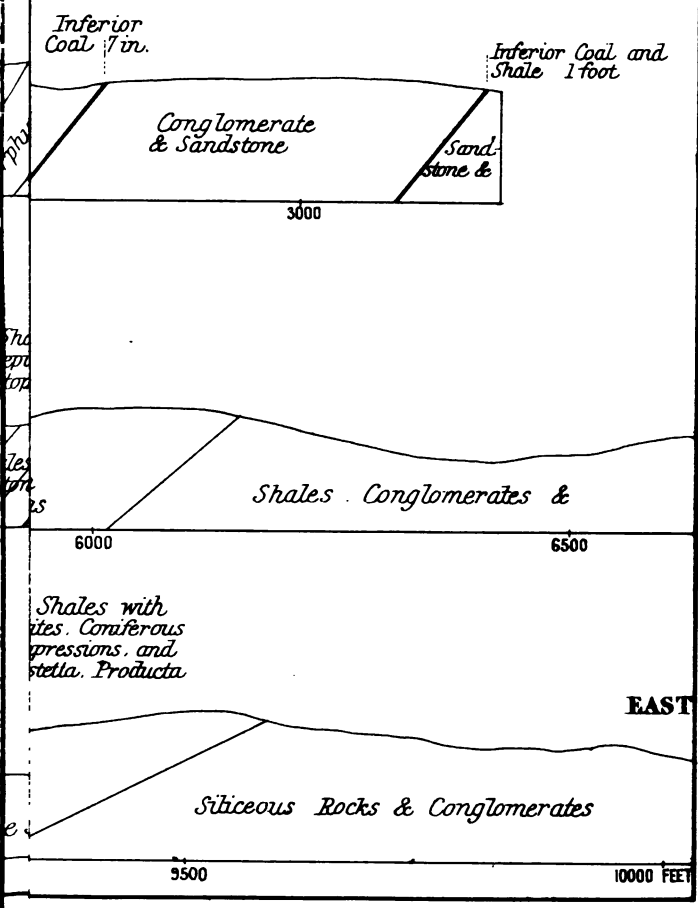 Inferior
Coal 7 in.
Inferior Coal and
Shale 1 foot
Conglomerate
& Sandstone
Sand-
stone &
3000
Shales . Conglomerates &
6000
6500
Shales with
ites. Coniferous
pressions. and
stella. Producta
EAST
Siliceous Rocks & Conglomerates
9500
10000 FEET